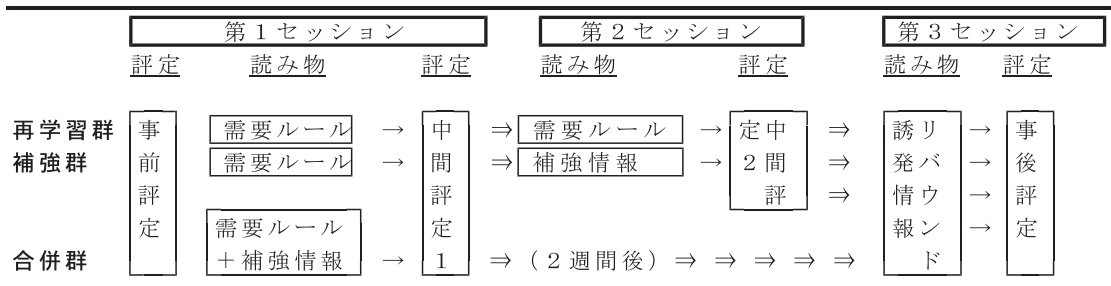 第1セッション 第2セッション 第3セッション
評定 読み物 評定 読み物 評定 読み物 評定
再学習群 事前評定 需要ルール → 中間評定1 ⇒ 需要ルール → 中間評定2 ⇒ リバウンド誘発情報 → 事後評定
補強群 需要ルール → ⇒ 補強情報 → ⇒ →
⇒ →
合併群 需要ルール
+補強情報 → ⇒ (2週間後) ⇒ ⇒ ⇒ ⇒ ⇒ →